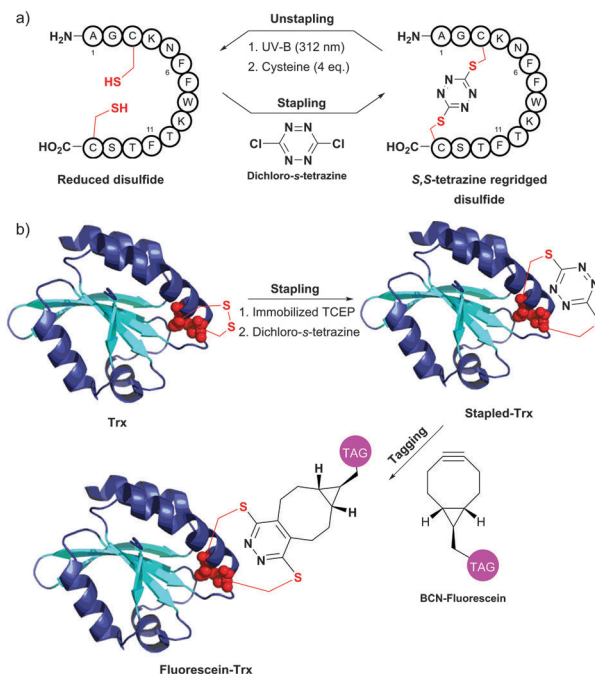 a)
Unstapling
1. UV-B (312 nm)
2. Cysteine (4 eq.)
Stapling
Cl N N N N Cl
Dichloro-s-tetrazine
H₂N A G C K N F F W K T F T S C HO₂C
1 6 11
HS
SH
Reduced disulfide
H₂N A G C K N F F W K T F T S C HO₂C
1 6 11
S N N N N S
S,S-tetrazine regridged
disulfide
b)
S
S
Trx
Stapling
1. Immobilized TCEP
2. Dichloro-s-tetrazine
S N N N N
Stapled-Trx
Tagging
TAG
H H
S N N S
Fluorescein-Trx
H H
TAG
BCN-Fluorescein